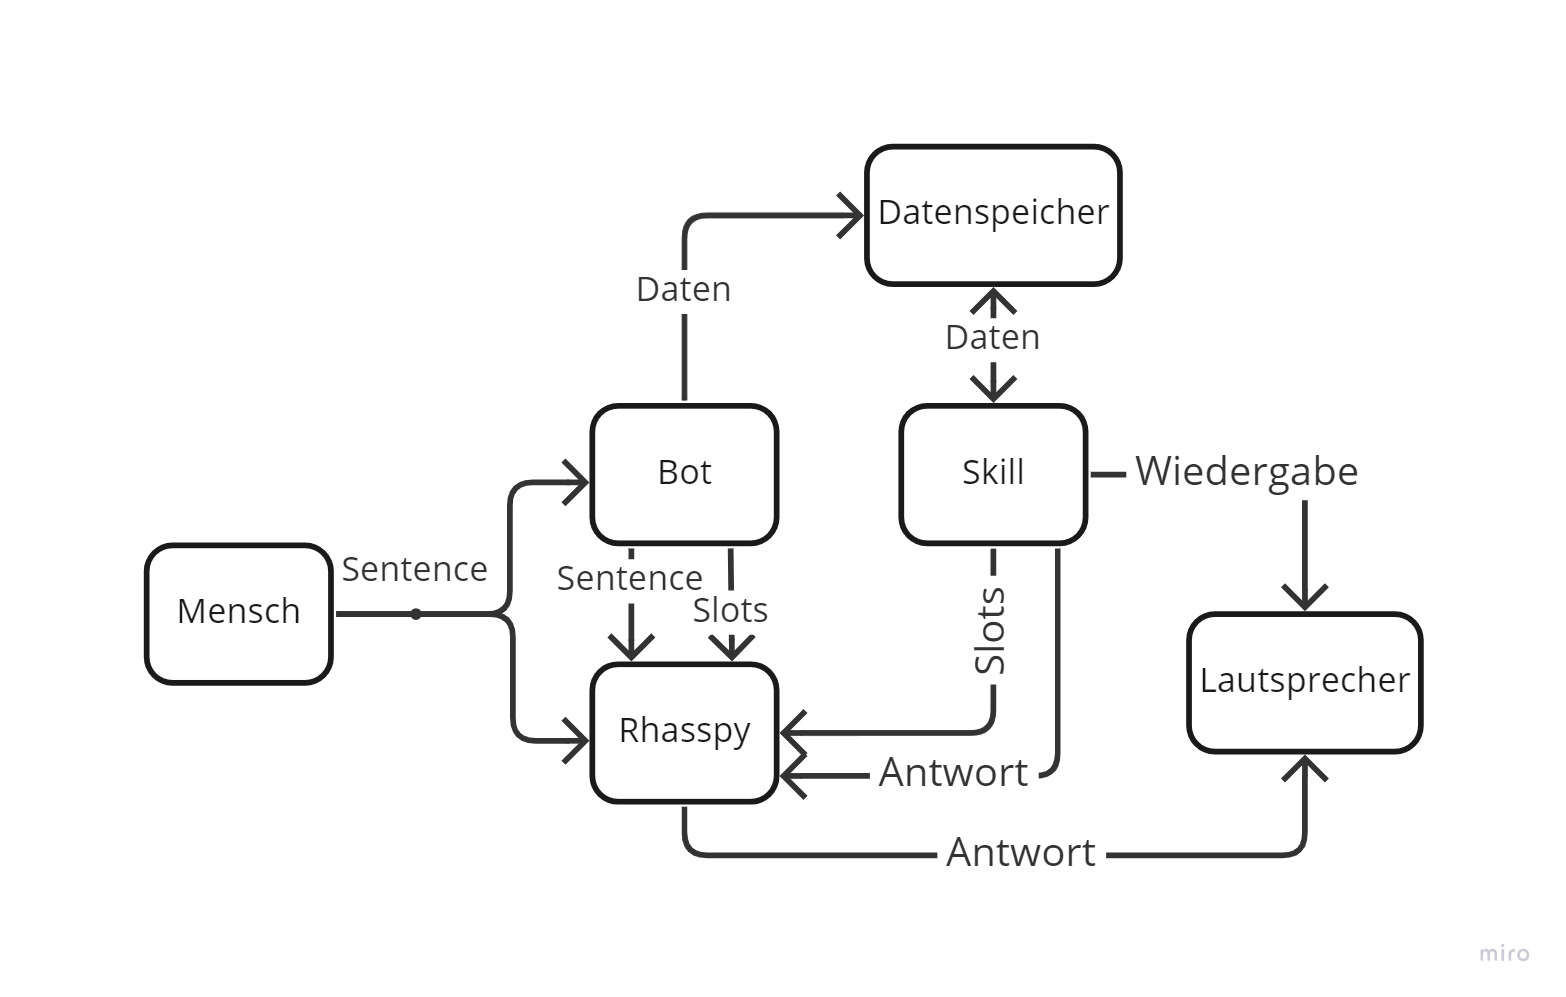 Datenspeicher
Daten
Daten
Bot
Skill
Wiedergabe
Sentence
Sentence
Slots
Slots
Mensch
Lautsprecher
Rhasspy
Antwort
Antwort
miro